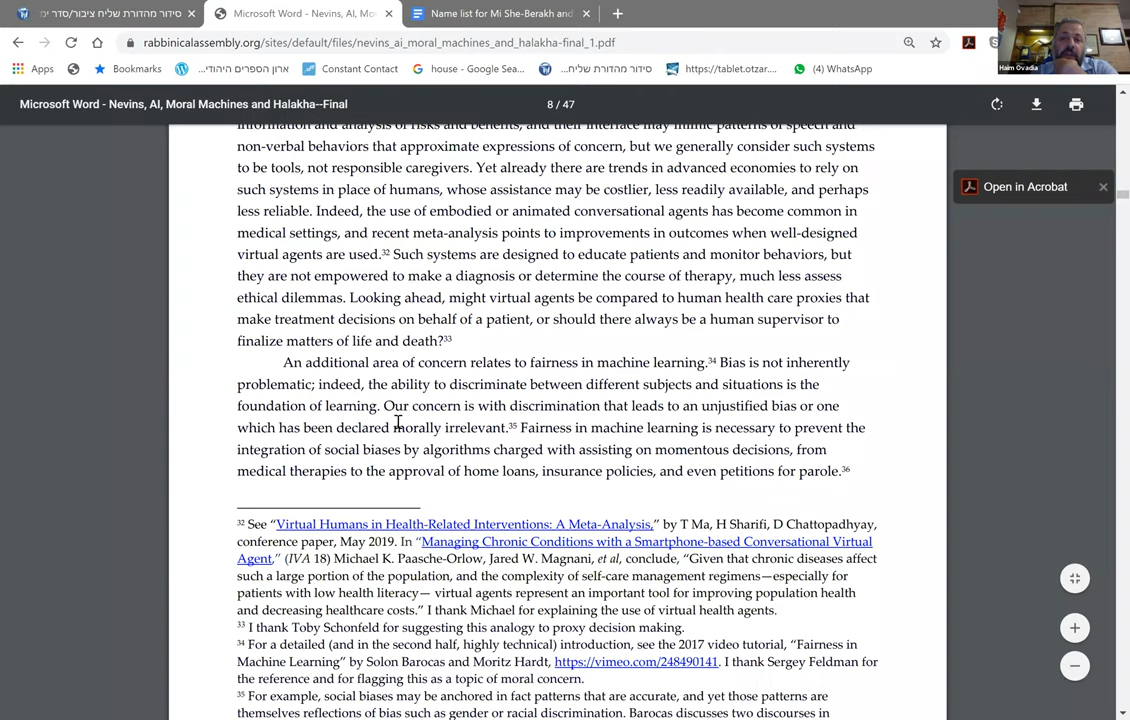 סידור מהדורת שליח ציבור/סדר ימ
Microsoft Word - Nevins, AI, Mo
Name list for Mi She-Berakh and
rabbinicalassembly.org/sites/default/files/nevins_ai_moral_machines_and_halakha-final_1.pdf
Apps
Bookmarks
ארון הספרים היהודי...
Constant Contact
house - Google Sea...
סידור מהדורת שליח...
https://tablet.otzar....
(4) WhatsApp
Haim Ovadia
Microsoft Word - Nevins, AI, Moral Machines and Halakha--Final
8 / 47
Open in Acrobat
information and analysis of risks and benefits, and their interface may mimic patterns of speech and
non-verbal behaviors that approximate expressions of concern, but we generally consider such systems
to be tools, not responsible caregivers. Yet already there are trends in advanced economies to rely on
such systems in place of humans, whose assistance may be costlier, less readily available, and perhaps
less reliable. Indeed, the use of embodied or animated conversational agents has become common in
medical settings, and recent meta-analysis points to improvements in outcomes when well-designed
virtual agents are used.32 Such systems are designed to educate patients and monitor behaviors, but
they are not empowered to make a diagnosis or determine the course of therapy, much less assess
ethical dilemmas. Looking ahead, might virtual agents be compared to human health care proxies that
make treatment decisions on behalf of a patient, or should there always be a human supervisor to
finalize matters of life and death?33
An additional area of concern relates to fairness in machine learning.34 Bias is not inherently
problematic; indeed, the ability to discriminate between different subjects and situations is the
foundation of learning. Our concern is with discrimination that leads to an unjustified bias or one
which has been declared morally irrelevant.35 Fairness in machine learning is necessary to prevent the
integration of social biases by algorithms charged with assisting on momentous decisions, from
medical therapies to the approval of home loans, insurance policies, and even petitions for parole.36
32 See “Virtual Humans in Health-Related Interventions: A Meta-Analysis,” by T Ma, H Sharifi, D Chattopadhyay,
conference paper, May 2019. In “Managing Chronic Conditions with a Smartphone-based Conversational Virtual
Agent,” (IVA 18) Michael K. Paasche-Orlow, Jared W. Magnani, et al, conclude, “Given that chronic diseases affect
such a large portion of the population, and the complexity of self-care management regimens—especially for
patients with low health literacy— virtual agents represent an important tool for improving population health
and decreasing healthcare costs.” I thank Michael for explaining the use of virtual health agents.
33 I thank Toby Schonfeld for suggesting this analogy to proxy decision making.
34 For a detailed (and in the second half, highly technical) introduction, see the 2017 video tutorial, “Fairness in
Machine Learning” by Solon Barocas and Moritz Hardt, https://vimeo.com/248490141. I thank Sergey Feldman for
the reference and for flagging this as a topic of moral concern.
35 For example, social biases may be anchored in fact patterns that are accurate, and yet those patterns are
themselves reflections of bias such as gender or racial discrimination. Barocas discusses two discourses in